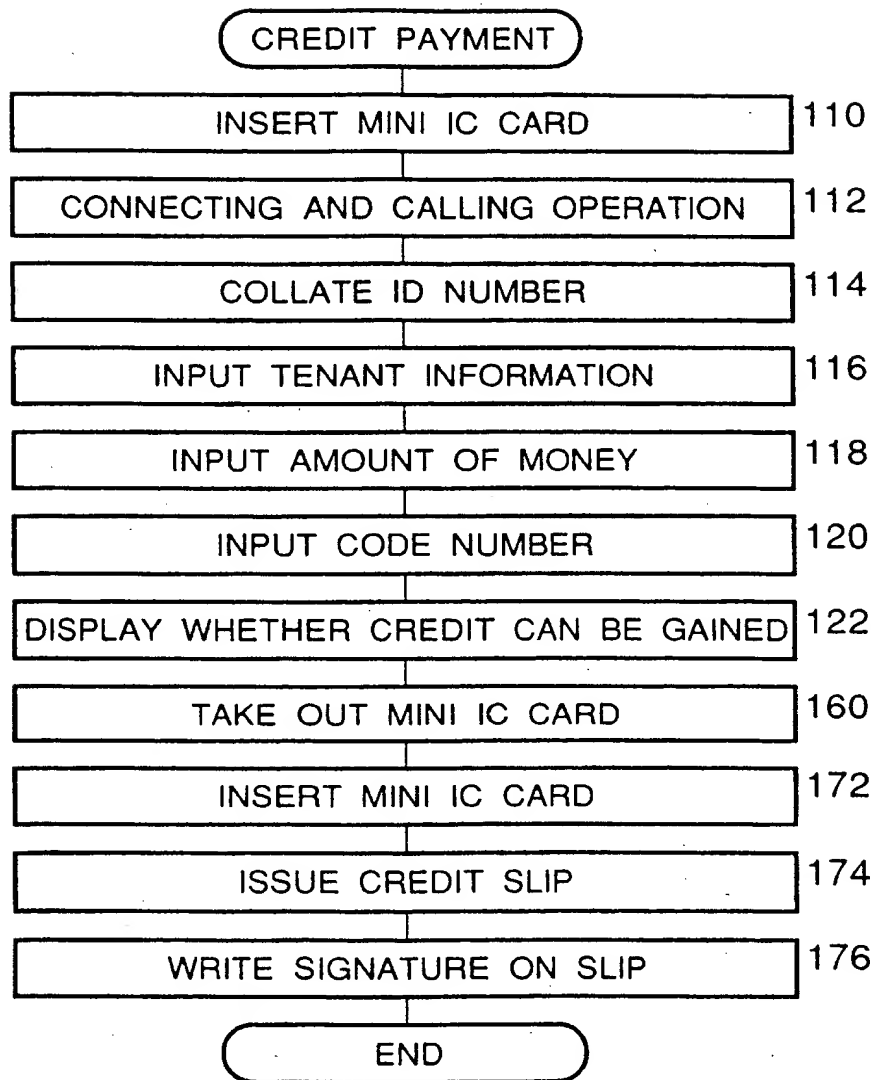 CREDIT PAYMENT
INSERT MINI IC CARD 110
CONNECTING AND CALLING OPERATION 112
COLLATE ID NUMBER 114
INPUT TENANT INFORMATION 116
INPUT AMOUNT OF MONEY 118
INPUT CODE NUMBER 120
DISPLAY WHETHER CREDIT CAN BE GAINED 122
TAKE OUT MINI IC CARD 160
INSERT MINI IC CARD 172
ISSUE CREDIT SLIP 174
WRITE SIGNATURE ON SLIP 176
END